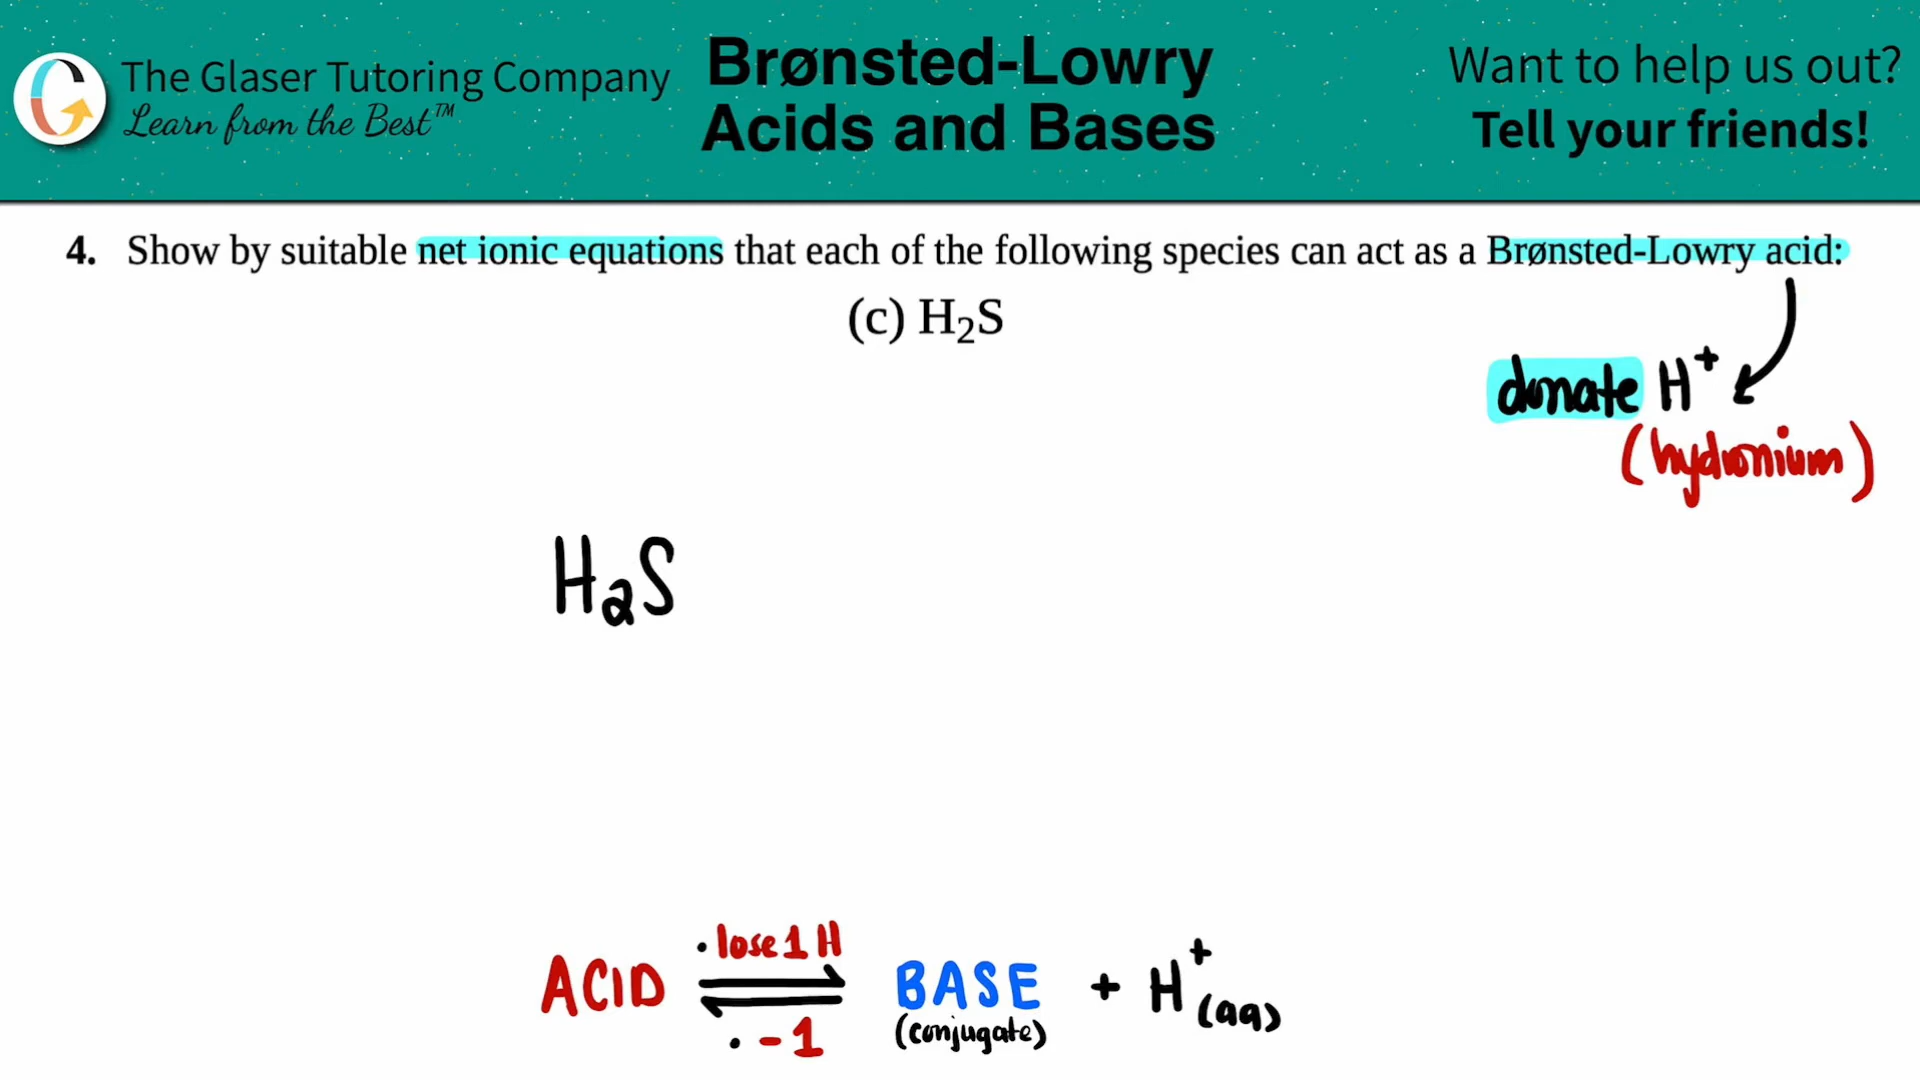 The Glaser Tutoring Company
Learn from the Best™
Brønsted-Lowry
Acids and Bases
Want to help us out?
Tell your friends!
4. Show by suitable net ionic equations that each of the following species can act as a Brønsted-Lowry acid:
(c) H₂S
donate H⁺
(hydronium)
H₂S
· lose 1 H
ACID ⇌ BASE + H⁺(aq)
(conjugate)
· -1